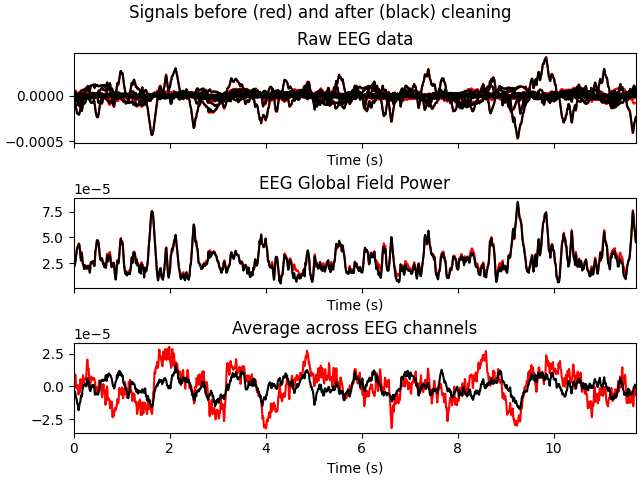 Signals before (red) and after (black) cleaning
Raw EEG data
0.0000
−0.0005
Time (s)
EEG Global Field Power
1e−5
7.5
5.0
2.5
Time (s)
Average across EEG channels
1e−5
2.5
0.0
−2.5
0 2 4 6 8 10
Time (s)